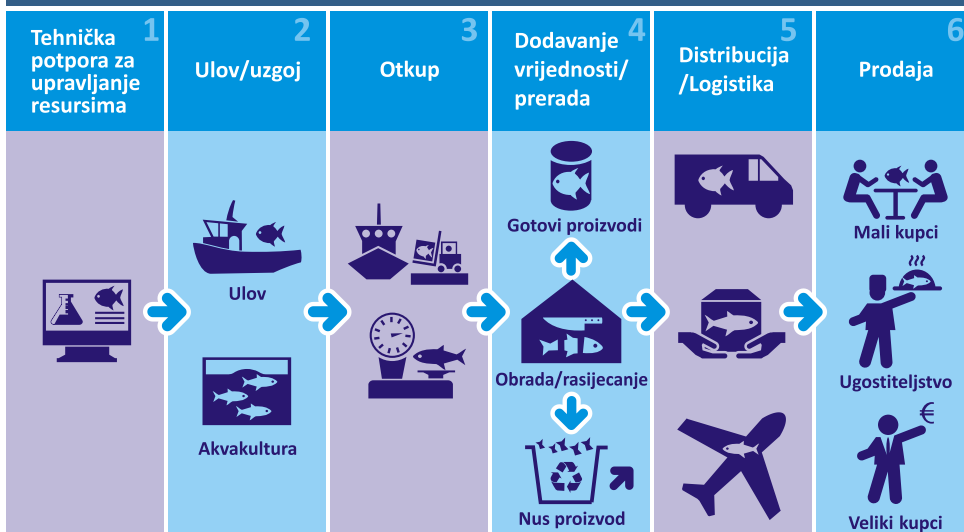 1
Tehnička
potpora za
upravljanje
resursima
2
Ulov/uzgoj
Ulov
Akvakultura
3
Otkup
4
Dodavanje
vrijednosti/
prerada
Gotovi proizvodi
Obrada/rasijecanje
Nus proizvod
5
Distribucija
/Logistika
6
Prodaja
Mali kupci
Ugostiteljstvo
€
Veliki kupci